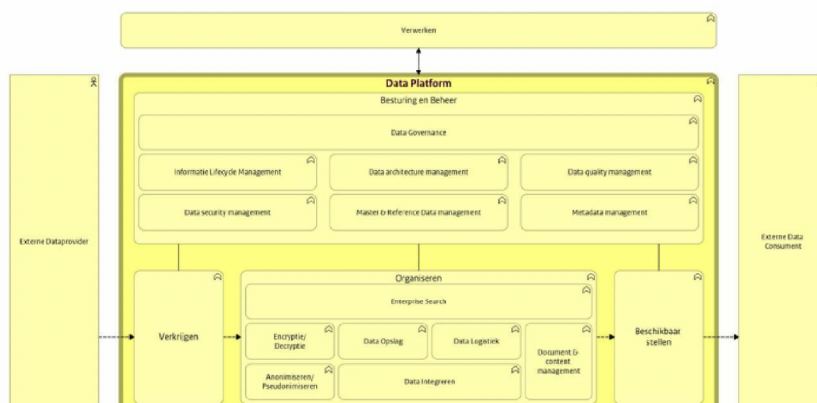 Verwerken
Data Platform
Besturing en Beheer
Data Governance
Informatie Lifecycle Management
Data architecture management
Data quality management
Data security management
Master & Reference Data management
Metadata management
Externe Dataprovider
Externe Data
Consument
Verkrijgen
Organiseren
Enterprise Search
Encryptie/
Decryptie
Data Opslag
Data Logistiek
Document &
content
management
Anonimiseren/
Pseudonimiseren
Data Integreren
Beschikbaar
stellen